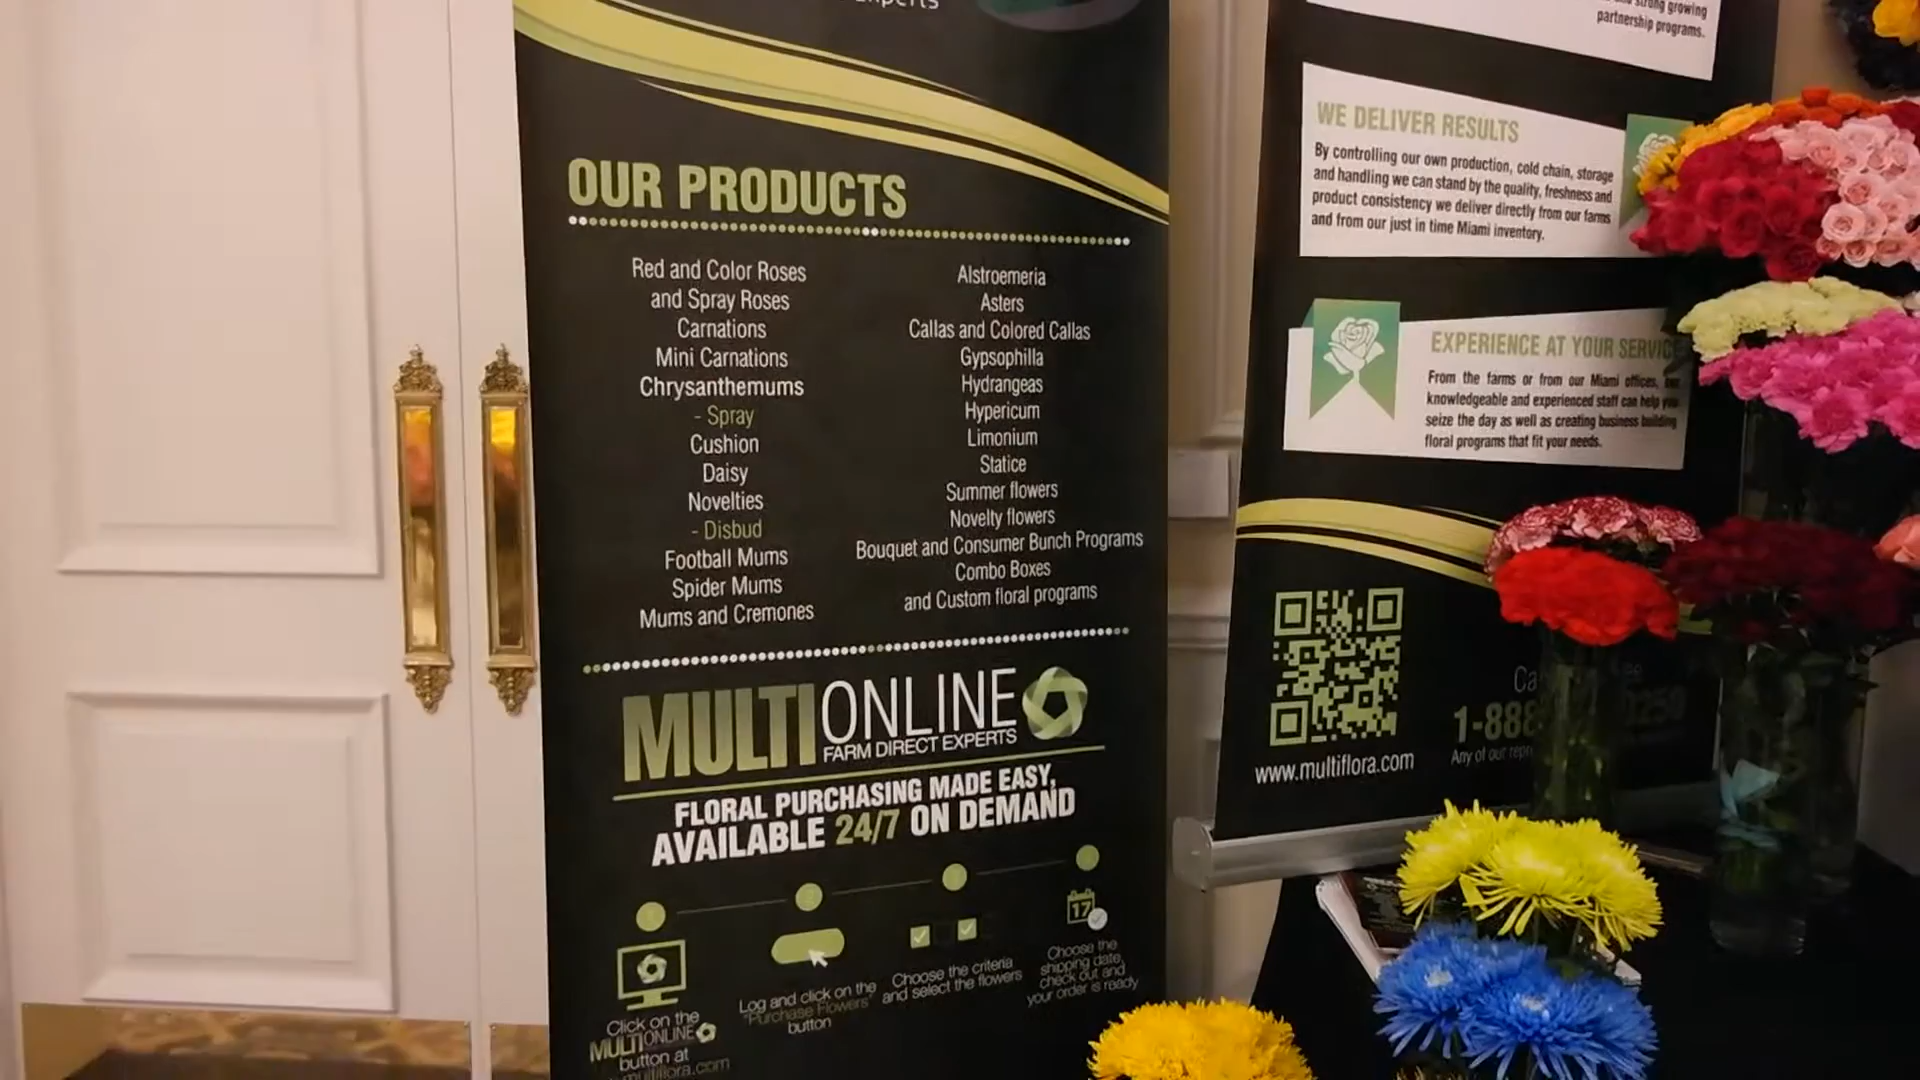 OUR PRODUCTS
Red and Color Roses
and Spray Roses
Carnations
Mini Carnations
Chrysanthemums
- Spray
Cushion
Daisy
Novelties
- Disbud
Football Mums
Spider Mums
Mums and Cremones
Alstroemeria
Asters
Callas and Colored Callas
Gypsophilla
Hydrangeas
Hypericum
Limonium
Statice
Summer flowers
Novelty flowers
Bouquet and Consumer Bunch Programs
Combo Boxes
and Custom floral programs
MULTIONLINE
FARM DIRECT EXPERTS
FLORAL PURCHASING MADE EASY,
AVAILABLE 24/7 ON DEMAND
Click on the
MULTIONLINE
button at
multiflora.com
Log and click on the
"Purchase Flowers"
button
Choose the criteria
and select the flowers
17
Choose the
shipping date,
check out and
your order is ready
strong growing
partnership programs.
WE DELIVER RESULTS
By controlling our own production, cold chain, storage
and handling we can stand by the quality, freshness and
product consistency we deliver directly from our farms
and from our just in time Miami inventory.
EXPERIENCE AT YOUR SERVICE
From the farms or from our Miami offices, our
knowledgeable and experienced staff can help you
seize the day as well as creating business building
floral programs that fit your needs.
1-888
Any of our
www.multiflora.com